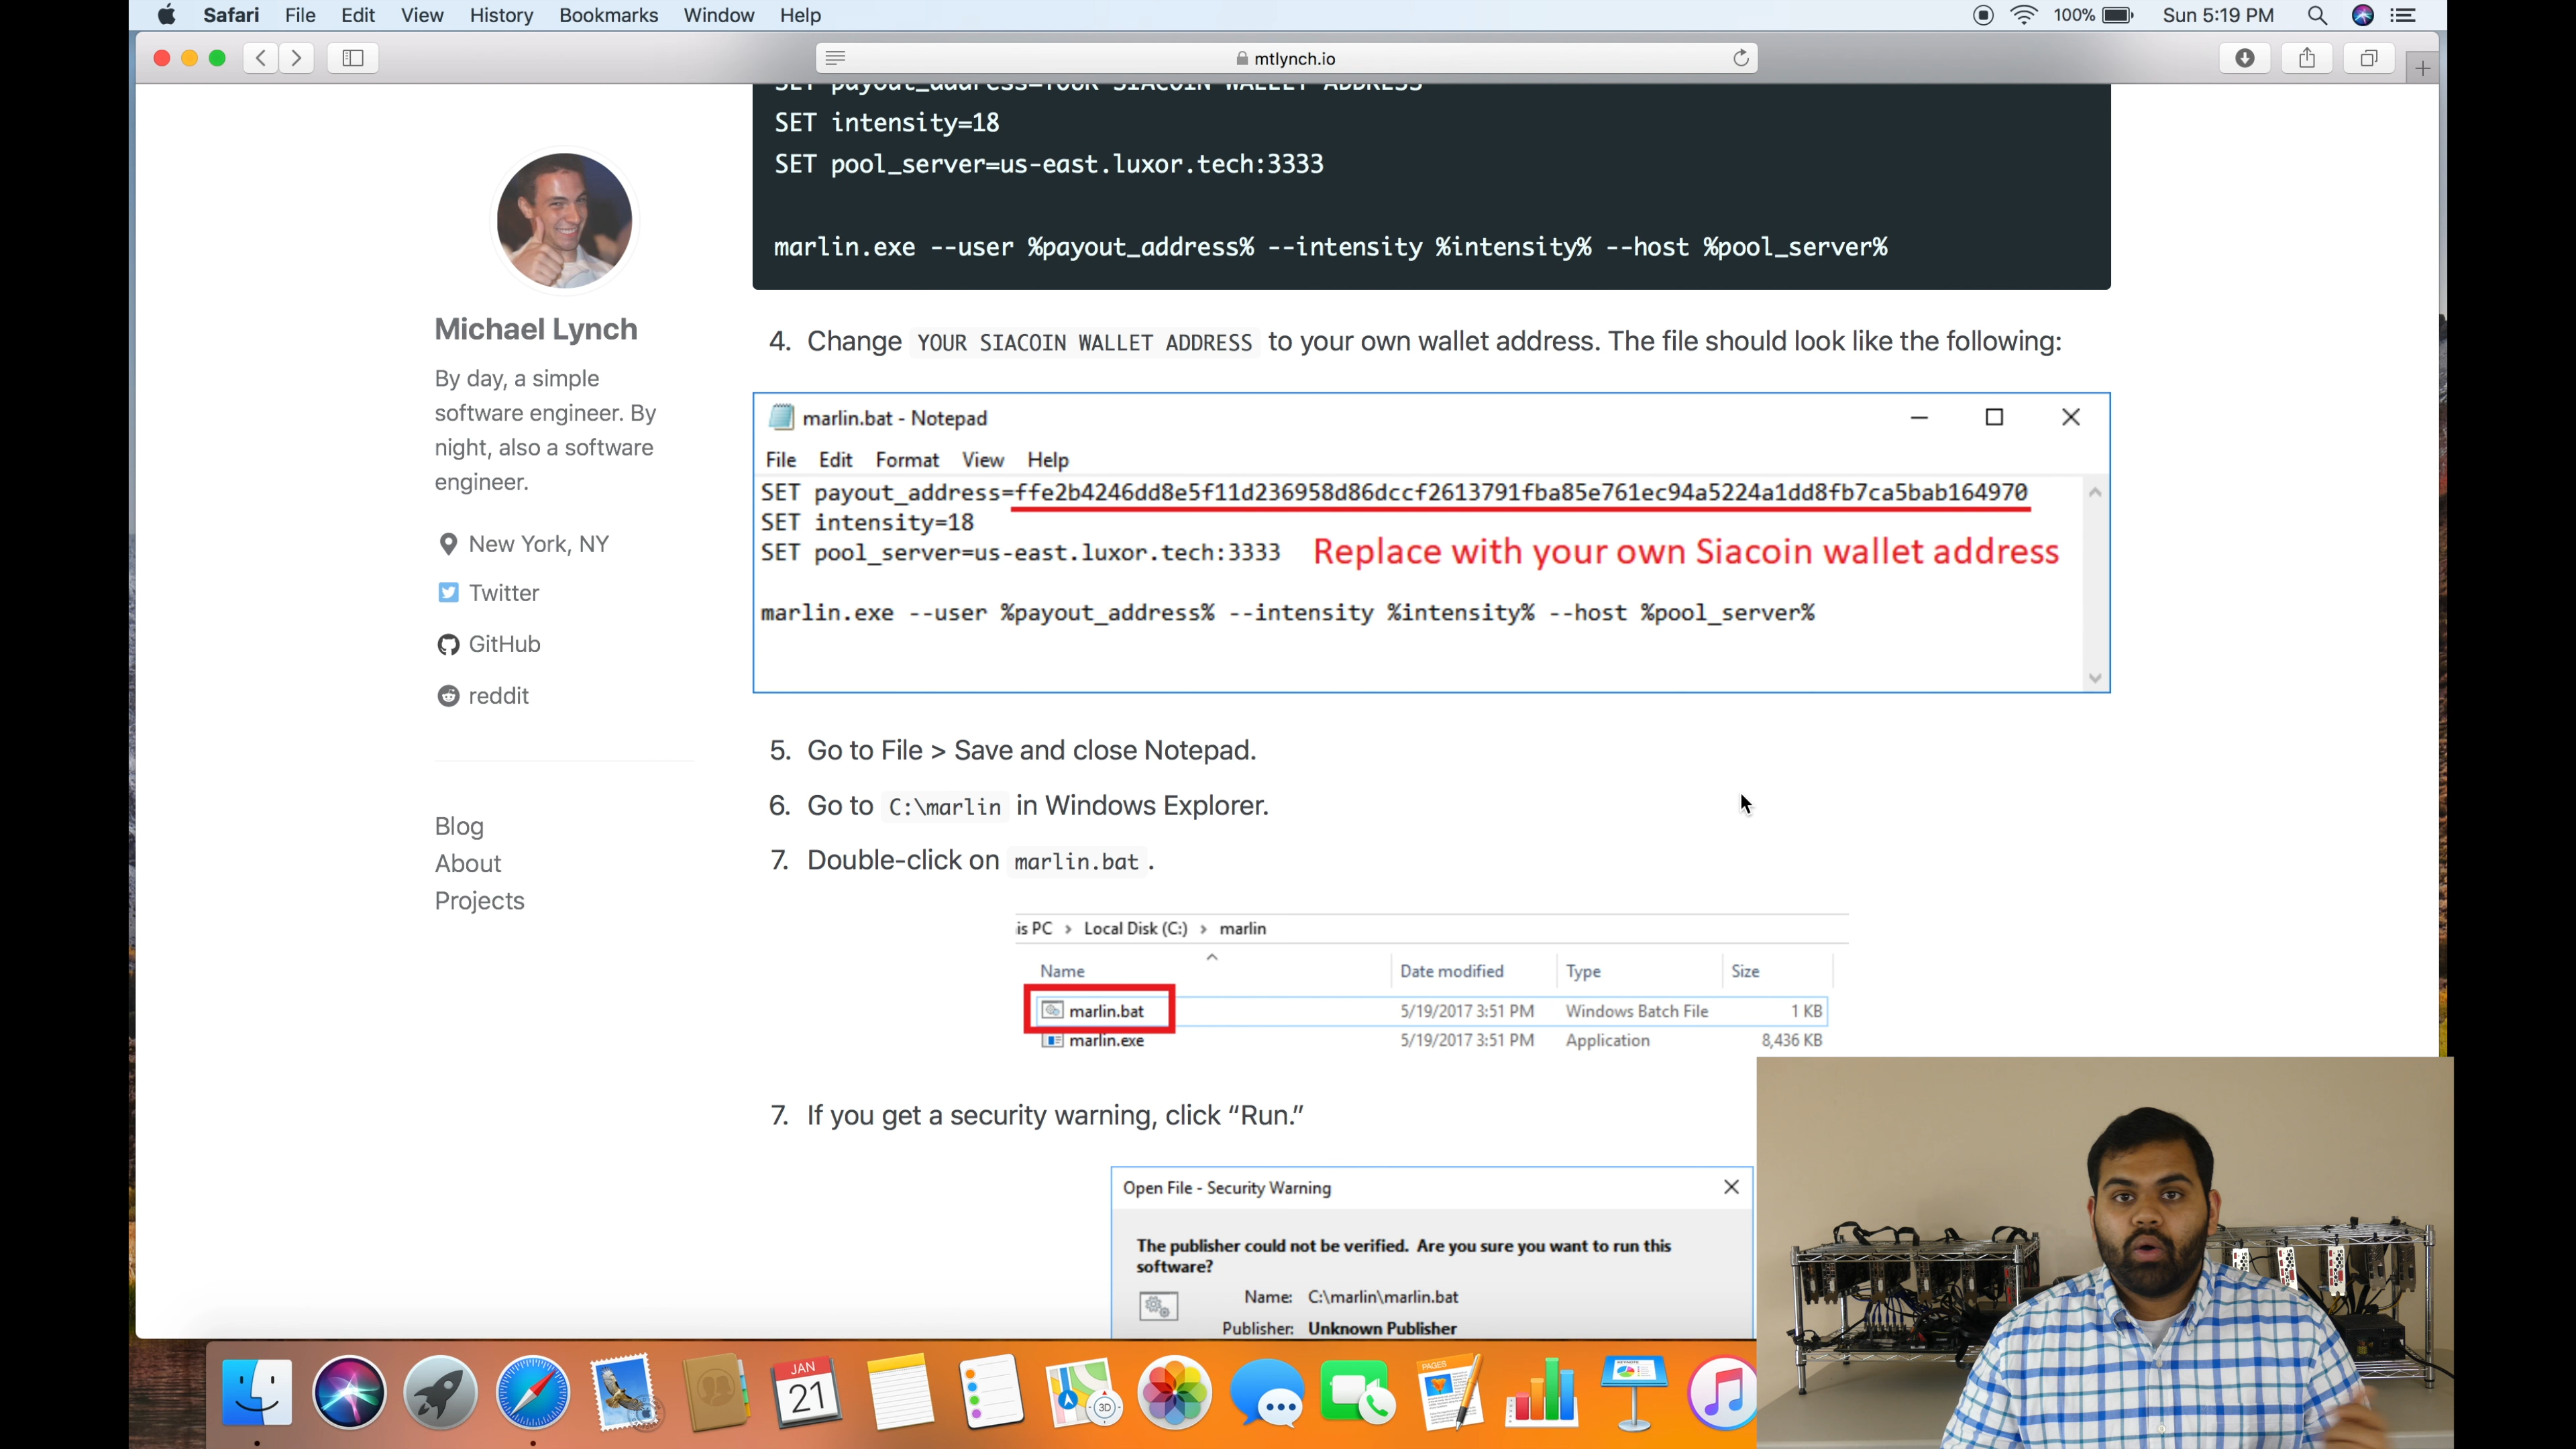 Safari File Edit View History Bookmarks Window Help 100% Sun 5:19 PM
mtlynch.io
SET payout_address=YOUR SIACOIN WALLET ADDRESS
SET intensity=18
SET pool_server=us-east.luxor.tech:3333
marlin.exe --user %payout_address% --intensity %intensity% --host %pool_server%
Michael Lynch
By day, a simple
software engineer. By
night, also a software
engineer.
New York, NY
Twitter
GitHub
reddit
Blog
About
Projects
4. Change YOUR SIACOIN WALLET ADDRESS to your own wallet address. The file should look like the following:
marlin.bat - Notepad
File Edit Format View Help
SET payout_address=ffe2b4246dd8e5f11d236958d86dccf2613791fba85e761ec94a5224a1dd8fb7ca5bab164970
SET intensity=18
SET pool_server=us-east.luxor.tech:3333 Replace with your own Siacoin wallet address
marlin.exe --user %payout_address% --intensity %intensity% --host %pool_server%
5. Go to File > Save and close Notepad.
6. Go to C:\marlin in Windows Explorer.
7. Double-click on marlin.bat .
is PC > Local Disk (C:) > marlin
Name Date modified Type Size
marlin.bat 5/19/2017 3:51 PM Windows Batch File 1 KB
marlin.exe 5/19/2017 3:51 PM Application 8,436 KB
7. If you get a security warning, click “Run.”
Open File - Security Warning
The publisher could not be verified. Are you sure you want to run this
software?
Name: C:\marlin\marlin.bat
Publisher: Unknown Publisher
JAN
21
3D
PAGES